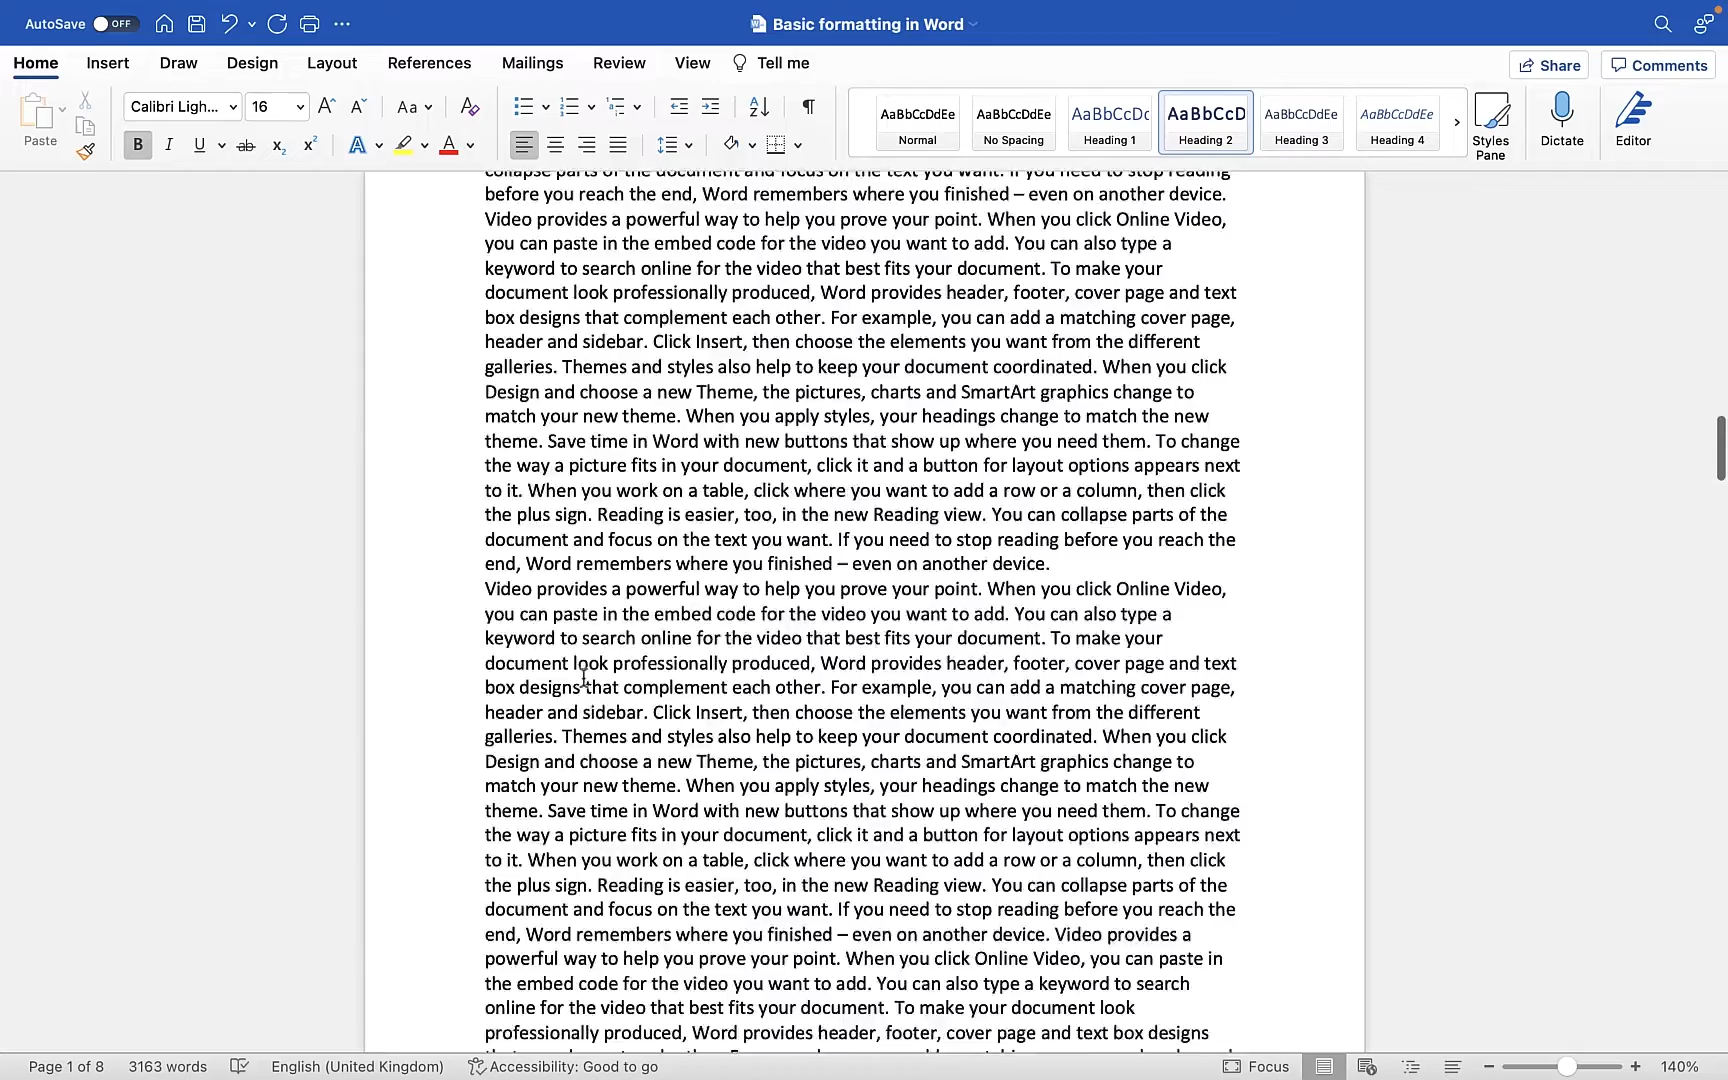 AutoSave OFF Basic formatting in Word
Home Insert Draw Design Layout References Mailings Review View Tell me Share Comments
Paste Calibri Ligh... 16 A A Aa A
B I U ab x2 x2 A A
AaBbCcDdEe AaBbCcDdEe AaBbCcDc AaBbCcD AaBbCcDdEe AaBbCcDdEe
Normal No Spacing Heading 1 Heading 2 Heading 3 Heading 4
Styles Pane Dictate Editor
collapse parts of the document and focus on the text you want. If you need to stop reading
before you reach the end, Word remembers where you finished – even on another device.
Video provides a powerful way to help you prove your point. When you click Online Video,
you can paste in the embed code for the video you want to add. You can also type a
keyword to search online for the video that best fits your document. To make your
document look professionally produced, Word provides header, footer, cover page and text
box designs that complement each other. For example, you can add a matching cover page,
header and sidebar. Click Insert, then choose the elements you want from the different
galleries. Themes and styles also help to keep your document coordinated. When you click
Design and choose a new Theme, the pictures, charts and SmartArt graphics change to
match your new theme. When you apply styles, your headings change to match the new
theme. Save time in Word with new buttons that show up where you need them. To change
the way a picture fits in your document, click it and a button for layout options appears next
to it. When you work on a table, click where you want to add a row or a column, then click
the plus sign. Reading is easier, too, in the new Reading view. You can collapse parts of the
document and focus on the text you want. If you need to stop reading before you reach the
end, Word remembers where you finished – even on another device.
Video provides a powerful way to help you prove your point. When you click Online Video,
you can paste in the embed code for the video you want to add. You can also type a
keyword to search online for the video that best fits your document. To make your
document look professionally produced, Word provides header, footer, cover page and text
box designs that complement each other. For example, you can add a matching cover page,
header and sidebar. Click Insert, then choose the elements you want from the different
galleries. Themes and styles also help to keep your document coordinated. When you click
Design and choose a new Theme, the pictures, charts and SmartArt graphics change to
match your new theme. When you apply styles, your headings change to match the new
theme. Save time in Word with new buttons that show up where you need them. To change
the way a picture fits in your document, click it and a button for layout options appears next
to it. When you work on a table, click where you want to add a row or a column, then click
the plus sign. Reading is easier, too, in the new Reading view. You can collapse parts of the
document and focus on the text you want. If you need to stop reading before you reach the
end, Word remembers where you finished – even on another device. Video provides a
powerful way to help you prove your point. When you click Online Video, you can paste in
the embed code for the video you want to add. You can also type a keyword to search
online for the video that best fits your document. To make your document look
professionally produced, Word provides header, footer, cover page and text box designs
Page 1 of 8 3163 words English (United Kingdom) Accessibility: Good to go Focus 140%